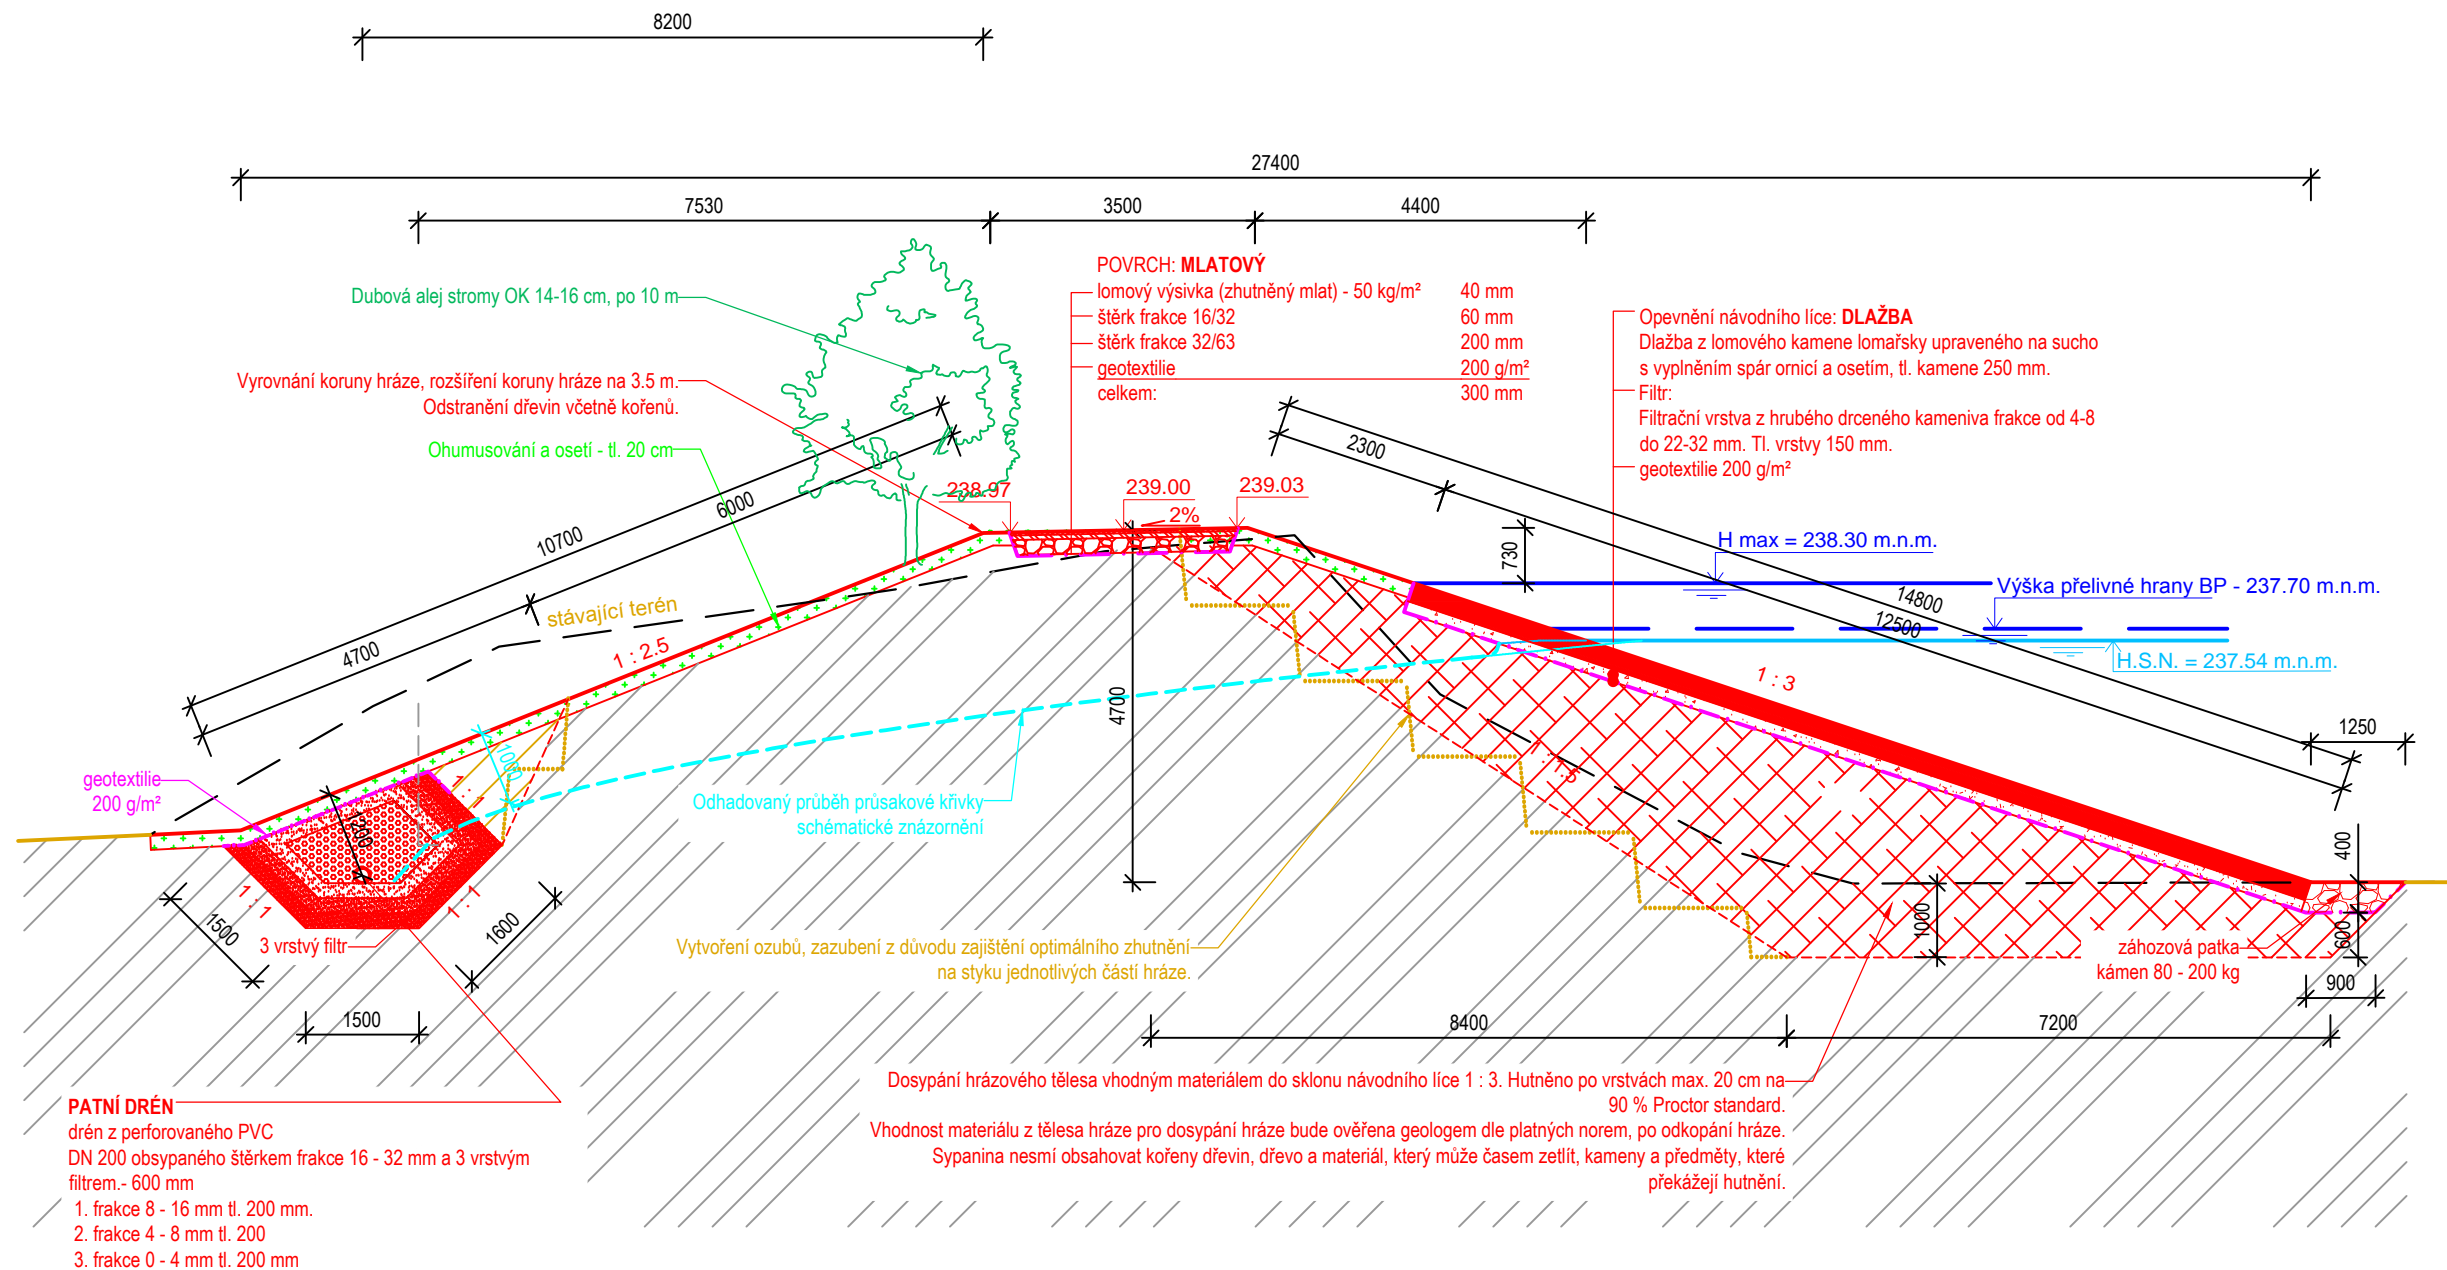 8200
27400
7530
3500
4400
POVRCH: MLATOVÝ
lomový výsivka (zhutněný mlat) - 50 kg/m² 40 mm
štěrk frakce 16/32 60 mm
štěrk frakce 32/63 200 mm
geotextilie 200 g/m²
celkem: 300 mm
Dubová alej stromy OK 14-16 cm, po 10 m
Vyrovnání koruny hráze, rozšíření koruny hráze na 3.5 m.
Odstranění dřevin včetně kořenů.
Ohumusování a osetí - tl. 20 cm
Opevnění návodního líce: DLAŽBA
Dlažba z lomového kamene lomařsky upraveného na sucho
s vyplněním spár ornicí a osetím, tl. kamene 250 mm.
Filtr:
Filtrační vrstva z hrubého drceného kameniva frakce od 4-8
do 22-32 mm. Tl. vrstvy 150 mm.
geotextilie 200 g/m²
2300
238.97
239.00
239.03
2%
6000
10700
4700
730
H max = 238.30 m.n.m.
Výška přelivné hrany BP - 237.70 m.n.m.
14800
12500
H.S.N. = 237.54 m.n.m.
stávající terén
1 : 2.5
1 : 3
4700
1250
1 : 1.5
1000
1 : 1
1200
geotextilie
200 g/m²
Odhadovaný průběh průsakové křivky
schématické znázornění
400
1 : 1
1 : 1
1500
1600
3 vrstvý filtr
Vytvoření ozubů, zazubení z důvodu zajištění optimálního zhutnění
na styku jednotlivých částí hráze.
1000
600
záhozová patka
kámen 80 - 200 kg
900
1500
8400
7200
Dosypání hrázového tělesa vhodným materiálem do sklonu návodního líce 1 : 3. Hutněno po vrstvách max. 20 cm na
90 % Proctor standard.
Vhodnost materiálu z tělesa hráze pro dosypání hráze bude ověřena geologem dle platných norem, po odkopání hráze.
Sypanina nesmí obsahovat kořeny dřevin, dřevo a materiál, který může časem zetlít, kameny a předměty, které
překážejí hutnění.
PATNÍ DRÉN
drén z perforovaného PVC
DN 200 obsypaného štěrkem frakce 16 - 32 mm a 3 vrstvým
filtrem.- 600 mm
1. frakce 8 - 16 mm tl. 200 mm.
2. frakce 4 - 8 mm tl. 200
3. frakce 0 - 4 mm tl. 200 mm